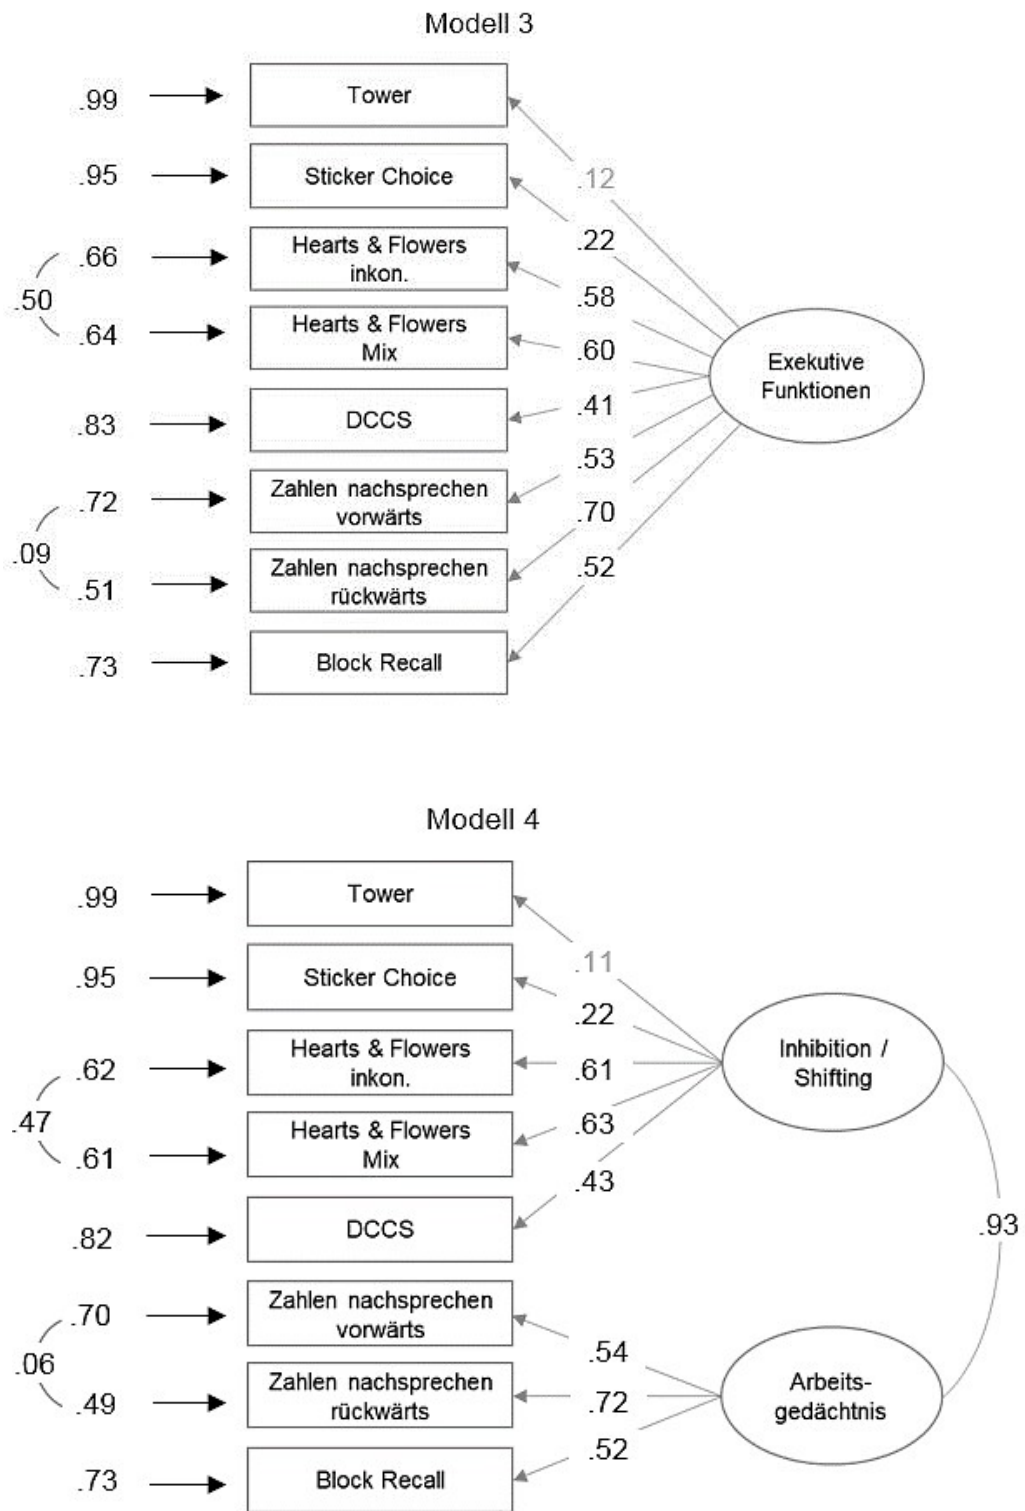 Modell 3
.99
Tower
.12
.95
Sticker Choice
.22
.66
Hearts & Flowers
inkon.
.58
.50
.64
Hearts & Flowers
Mix
.60
Exekutive
Funktionen
.83
DCCS
.41
.72
Zahlen nachsprechen
vorwärts
.53
.09
.51
Zahlen nachsprechen
rückwärts
.70
.73
Block Recall
.52
Modell 4
.99
Tower
.11
.95
Sticker Choice
.22
.62
Hearts & Flowers
inkon.
.61
Inhibition /
Shifting
.47
.61
Hearts & Flowers
Mix
.63
.82
DCCS
.43
.93
.70
Zahlen nachsprechen
vorwärts
.54
.06
.49
Zahlen nachsprechen
rückwärts
.72
Arbeits-
gedächtnis
.73
Block Recall
.52